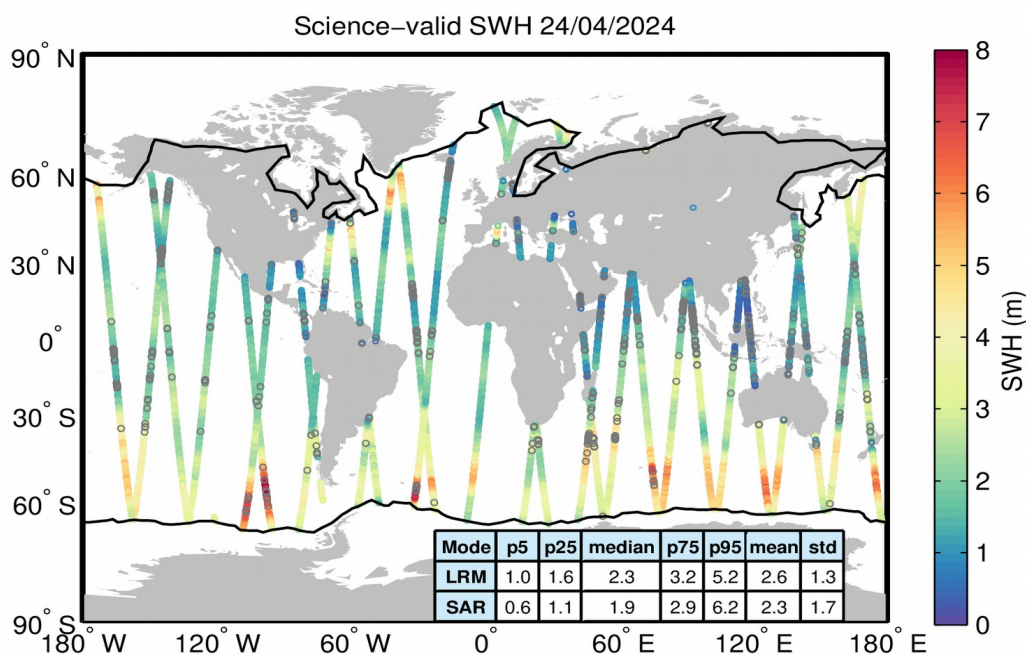 Science–valid SWH 24/04/2024
90° N
60° N
30° N
0°
30° S
60° S
90° S
180° W
120° W
60° W
0°
60° E
120° E
180° E
8
7
6
5
4
3
2
1
0
SWH (m)
Mode p5 p25 median p75 p95 mean std
LRM 1.0 1.6 2.3 3.2 5.2 2.6 1.3
SAR 0.6 1.1 1.9 2.9 6.2 2.3 1.7